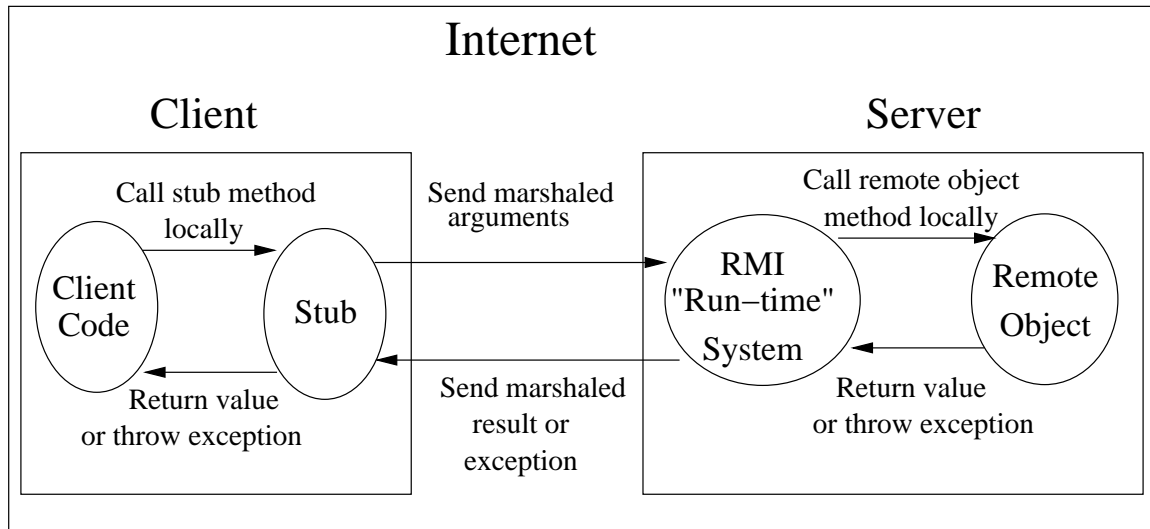 Internet
Client
Server
Call stub method
locally
Client
Code
Stub
Return value
or throw exception
Send marshaled
arguments
Send marshaled
result or
exception
Call remote object
method locally
RMI
"Run−time"
System
Remote
Object
Return value
or throw exception